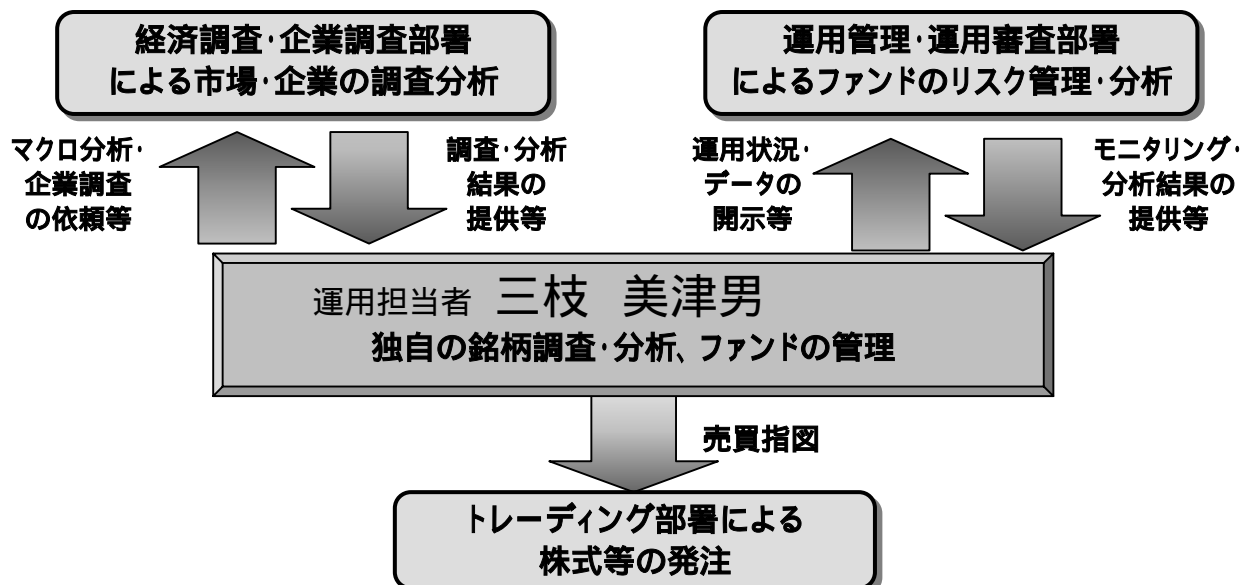 経済調査・企業調査部署
による市場・企業の調査分析
運用管理・運用審査部署
によるファンドのリスク管理・分析
マクロ分析・
企業調査
の依頼等
調査・分析
結果の
提供等
運用状況・
データの
開示等
モニタリング・
分析結果の
提供等
運用担当者 三枝 美津男
独自の銘柄調査・分析、ファンドの管理
売買指図
トレーディング部署による
株式等の発注